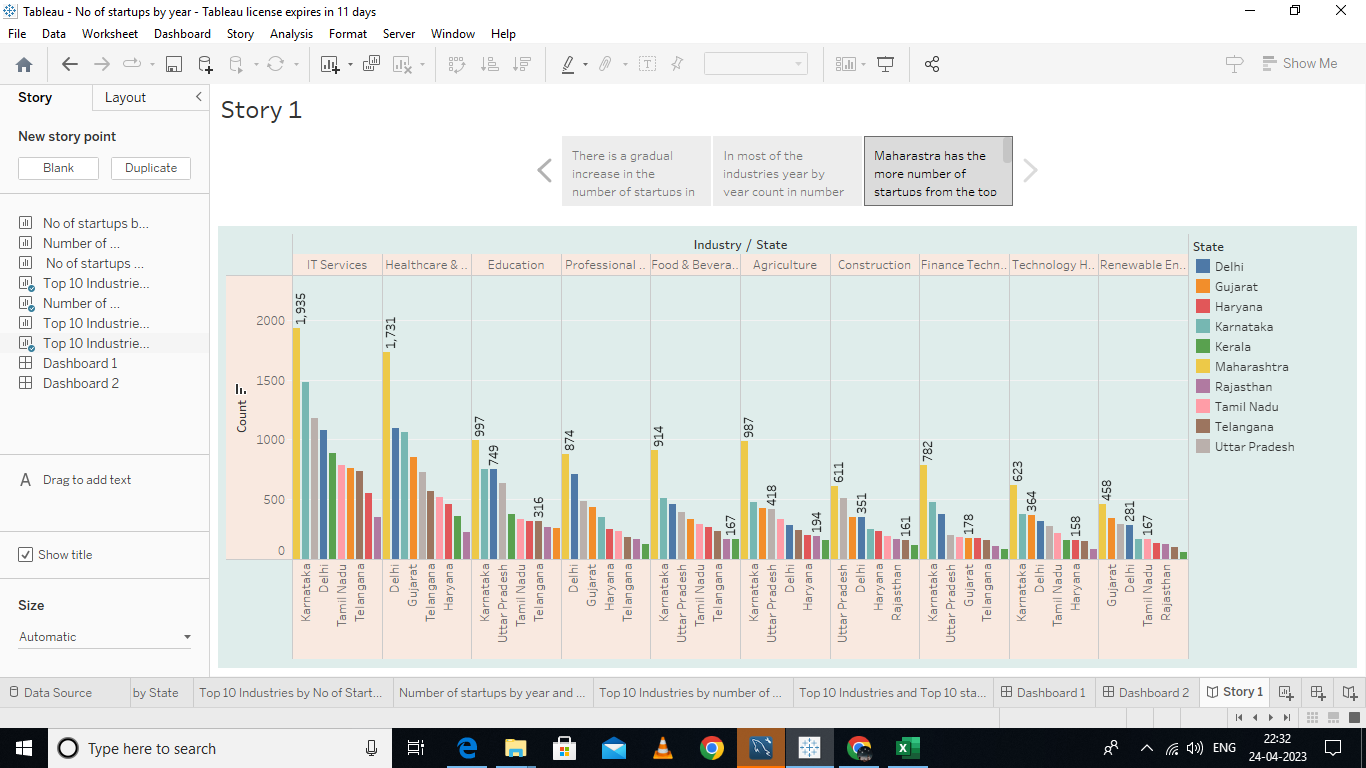 Tableau - No of startups by year - Tableau license expires in 11 days
File Data Worksheet Dashboard Story Analysis Format Server Window Help
Show Me
Story Layout
New story point
Blank Duplicate
No of startups b...
Number of ...
No of startups ...
Top 10 Industrie...
Number of ...
Top 10 Industrie...
Top 10 Industrie...
Dashboard 1
Dashboard 2
A Drag to add text
Show title
Size
Automatic
Story 1
There is a gradual
increase in the
number of startups in
In most of the
industries year by
year count in number
Maharastra has the
more number of
startups from the top
Industry / State
IT Services Healthcare & .. Education Professional .. Food & Bevera.. Agriculture Construction Finance Techn.. Technology H.. Renewable En..
Count
2000
1500
1000
500
0
1,935
1,731
997 749 316
874
914 167
987 418 194
611 351 161
782 178
623 364 158
458 281 167
Karnataka Delhi Tamil Nadu Telangana
Delhi Gujarat Telangana Haryana
Karnataka Uttar Pradesh Tamil Nadu Telangana
Delhi Gujarat Haryana Telangana
Karnataka Uttar Pradesh Tamil Nadu Telangana
Karnataka Uttar Pradesh Delhi Haryana
Uttar Pradesh Delhi Haryana Rajasthan
Karnataka Uttar Pradesh Gujarat Telangana
Karnataka Delhi Tamil Nadu Haryana
Gujarat Delhi Tamil Nadu Rajasthan
State
Delhi
Gujarat
Haryana
Karnataka
Kerala
Maharashtra
Rajasthan
Tamil Nadu
Telangana
Uttar Pradesh
Data Source by State Top 10 Industries by No of Start... Number of startups by year and ... Top 10 Industries by number of ... Top 10 Industries and Top 10 sta... Dashboard 1 Dashboard 2 Story 1
Type here to search
ENG
22:32
24-04-2023